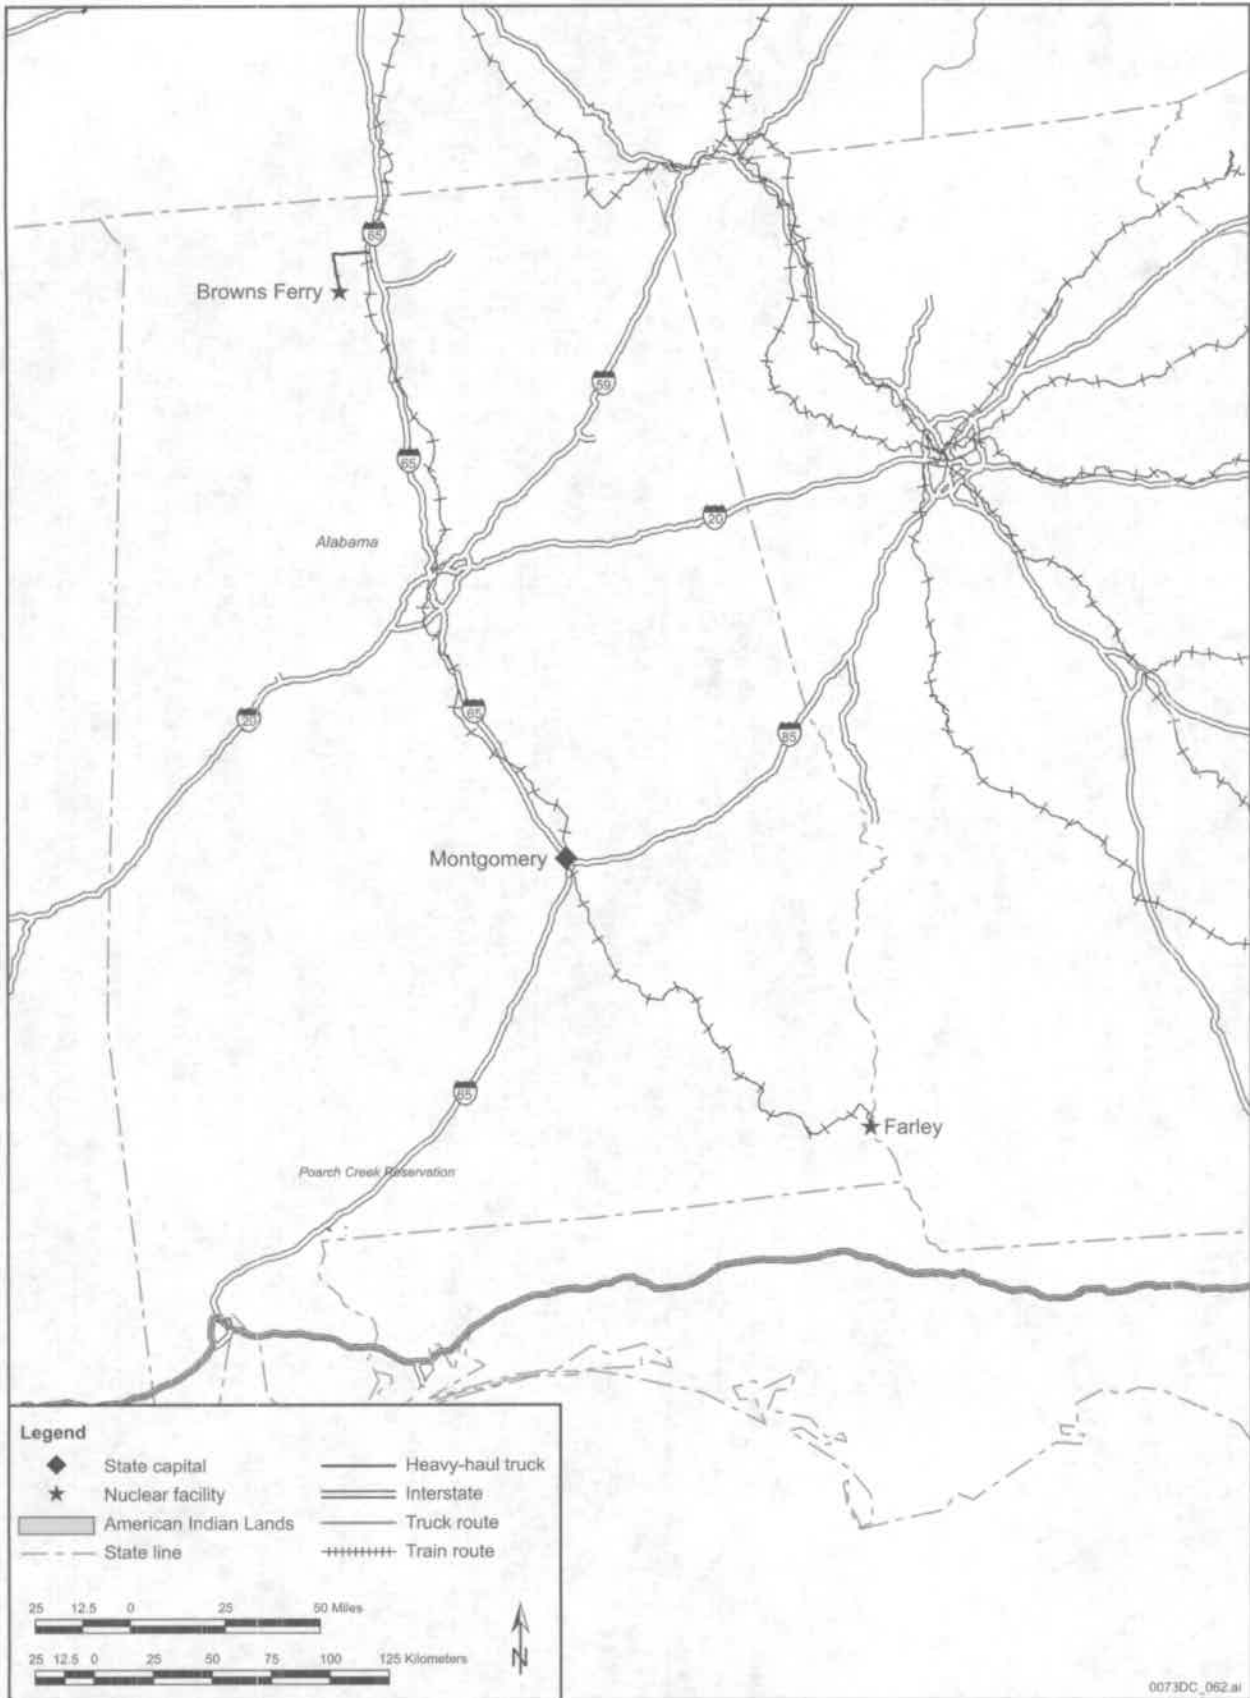 65
Browns Ferry
59
65
20
Alabama
65
20
85
Montgomery
65
Farley
Poarch Creek Reservation
Legend
State capital
Nuclear facility
American Indian Lands
State line
Heavy-haul truck
Interstate
Truck route
Train route
25 12.5 0 25 50 Miles
25 12.5 0 25 50 75 100 125 Kilometers
N
0073DC_062.ai